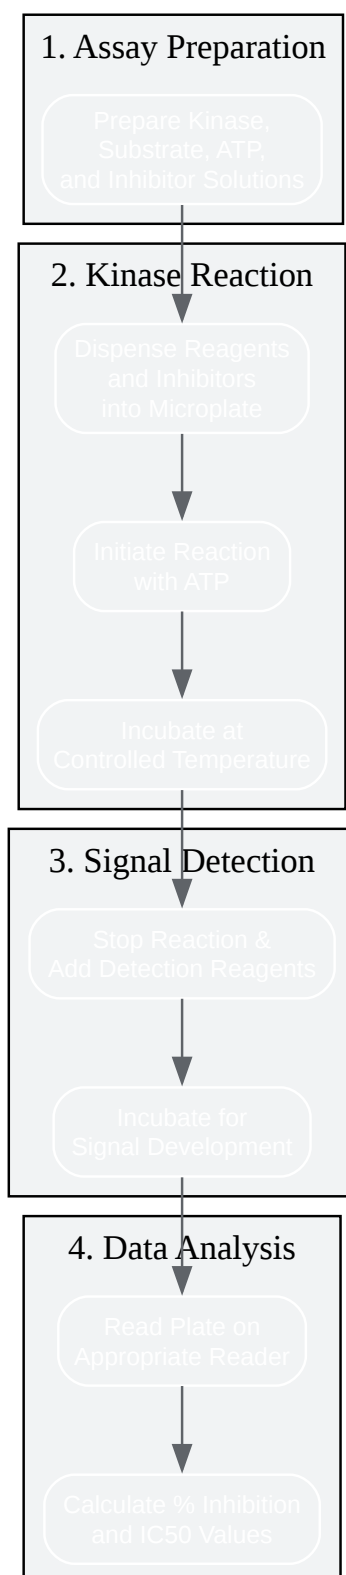 1. Assay Preparation
Prepare Kinase,
Substrate, ATP,
and Inhibitor Solutions
2. Kinase Reaction
Dispense Reagents
and Inhibitors
into Microplate
Initiate Reaction
with ATP
Incubate at
Controlled Temperature
3. Signal Detection
Stop Reaction &
Add Detection Reagents
Incubate for
Signal Development
4. Data Analysis
Read Plate on
Appropriate Reader
Calculate % Inhibition
and IC50 Values